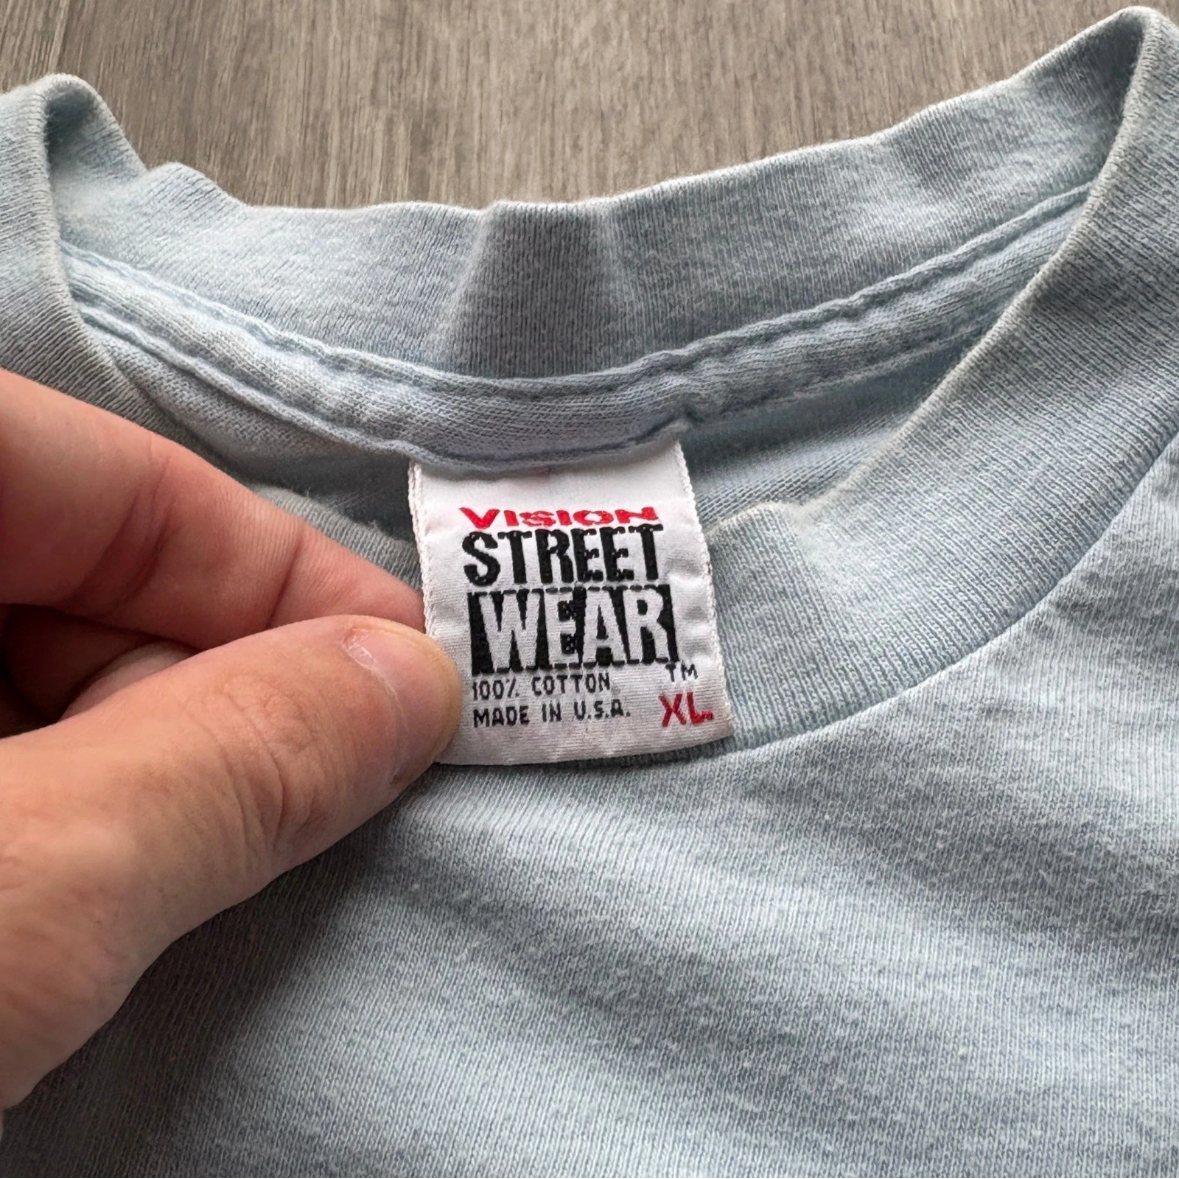 VISION
STREET
WEAR
TM
100% COTTON
MADE IN U.S.A. XL